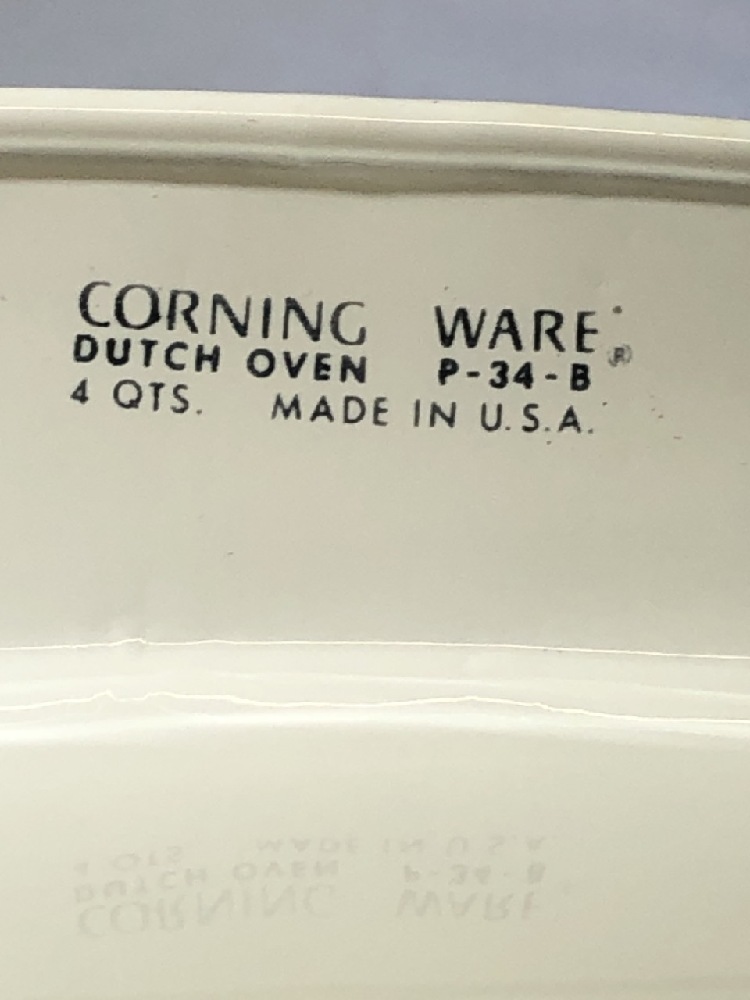 CORNING WARE ®
DUTCH OVEN P-34-B
4 QTS. MADE IN U.S.A.